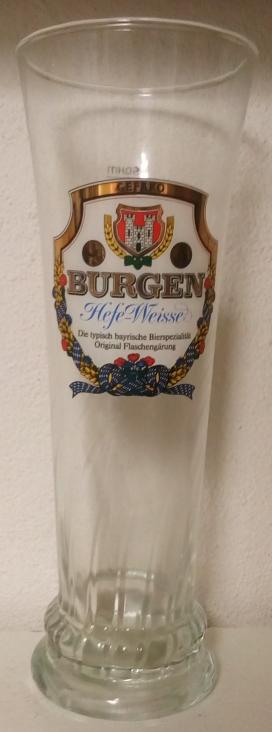 BURGEN
Hefe-Weisse
Die typisch bayrische Bierspezialität
Original Flaschengärung